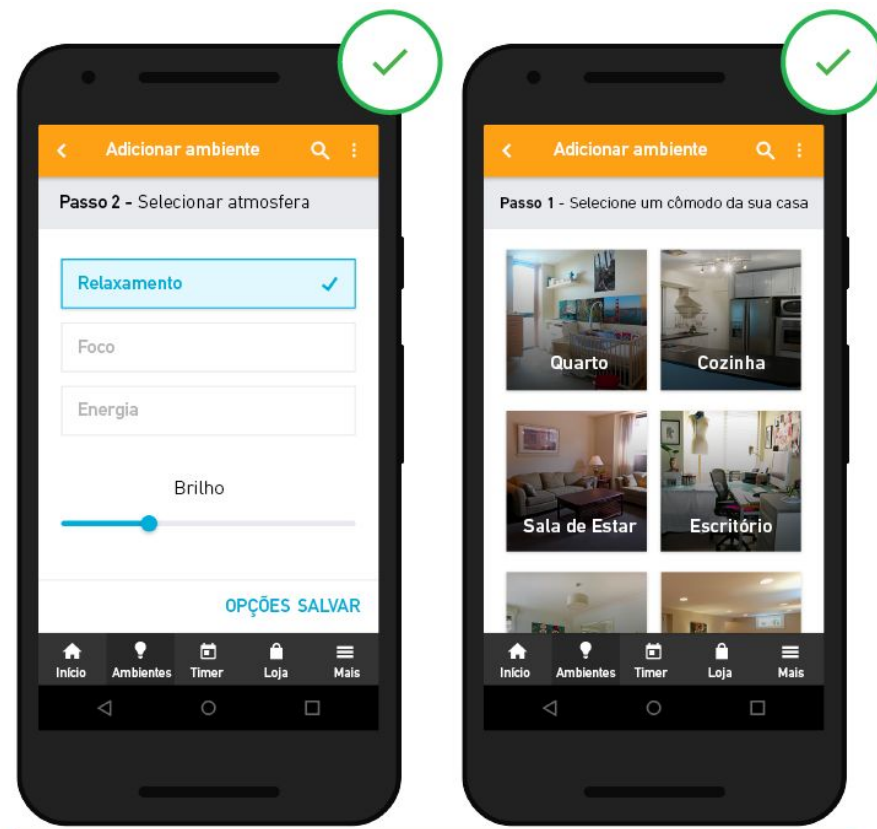 Adicionar ambiente
Passo 2 - Selecionar atmosfera
Relaxamento
Foco
Energia
Brilho
OPÇÕES SALVAR
Início Ambientes Timer Loja Mais
Adicionar ambiente
Passo 1 - Selecione um cômodo da sua casa
Quarto Cozinha
Sala de Estar Escritório
Início Ambientes Timer Loja Mais